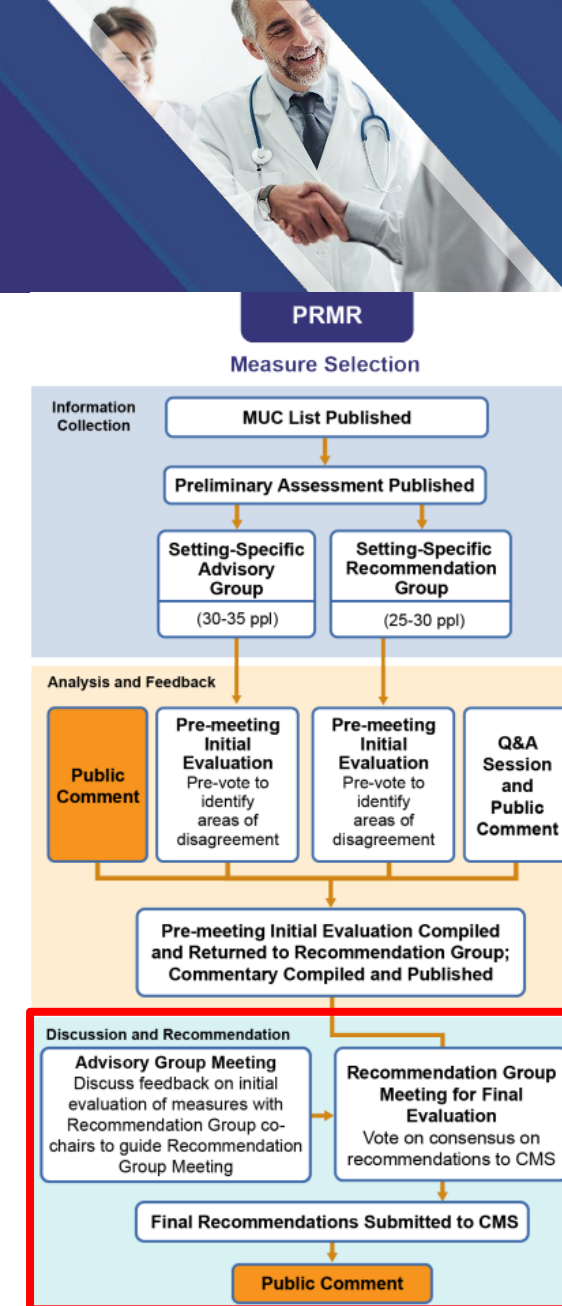 PRMR
Measure Selection
Information
Collection
MUC List Published
Preliminary Assessment Published
Setting-Specific
Advisory
Group
(30-35 ppl)
Setting-Specific
Recommendation
Group
(25-30 ppl)
Analysis and Feedback
Public
Comment
Pre-meeting
Initial
Evaluation
Pre-vote to
identify
areas of
disagreement
Pre-meeting
Initial
Evaluation
Pre-vote to
identify
areas of
disagreement
Q&A
Session
and
Public
Comment
Pre-meeting Initial Evaluation Compiled
and Returned to Recommendation Group;
Commentary Compiled and Published
Discussion and Recommendation
Advisory Group Meeting
Discuss feedback on initial
evaluation of measures with
Recommendation Group co-
chairs to guide Recommendation
Group Meeting
Recommendation Group
Meeting for Final
Evaluation
Vote on consensus on
recommendations to CMS
Final Recommendations Submitted to CMS
Public Comment